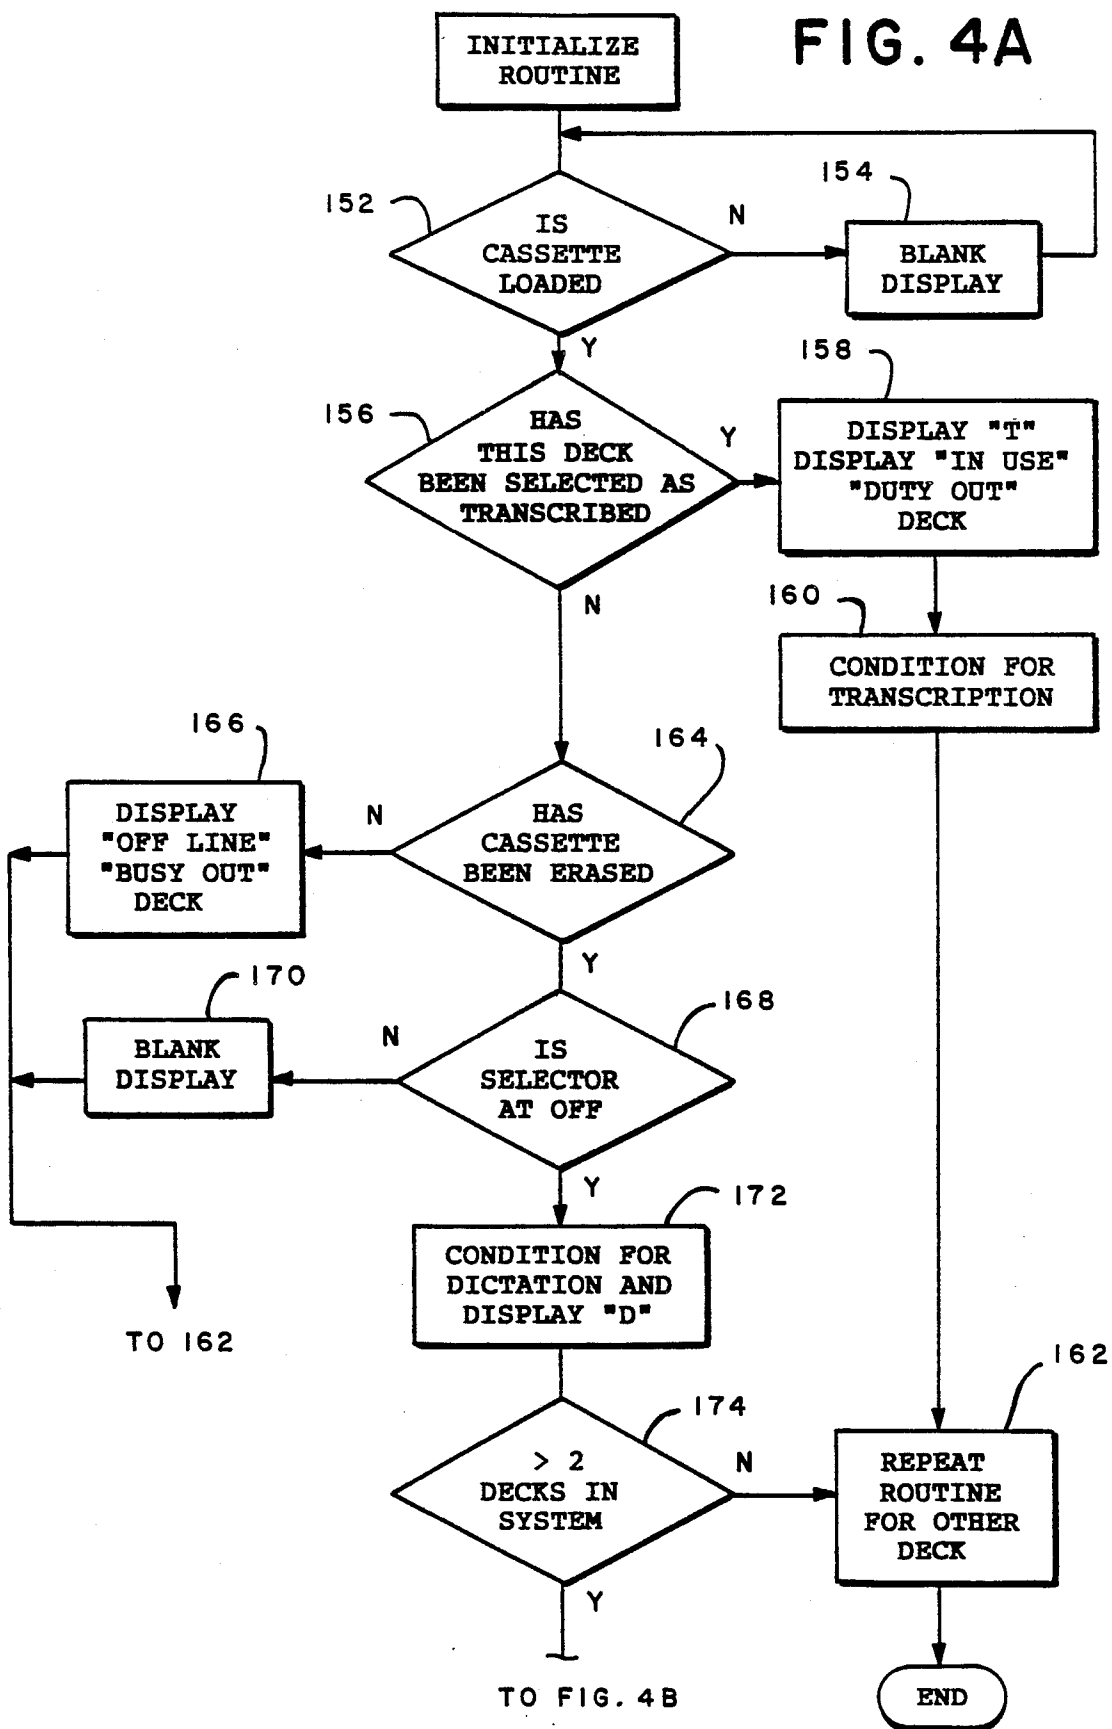 FIG. 4A
INITIALIZE
ROUTINE
152
IS
CASSETTE
LOADED
N
154
BLANK
DISPLAY
Y
156
HAS
THIS DECK
BEEN SELECTED AS
TRANSCRIBED
Y
158
DISPLAY "T"
DISPLAY "IN USE"
"DUTY OUT"
DECK
N
160
CONDITION FOR
TRANSCRIPTION
166
DISPLAY
"OFF LINE"
"BUSY OUT"
DECK
N
164
HAS
CASSETTE
BEEN ERASED
Y
170
BLANK
DISPLAY
N
168
IS
SELECTOR
AT OFF
Y
172
CONDITION FOR
DICTATION AND
DISPLAY "D"
TO 162
174
> 2
DECKS IN
SYSTEM
N
162
REPEAT
ROUTINE
FOR OTHER
DECK
Y
TO FIG. 4B
END